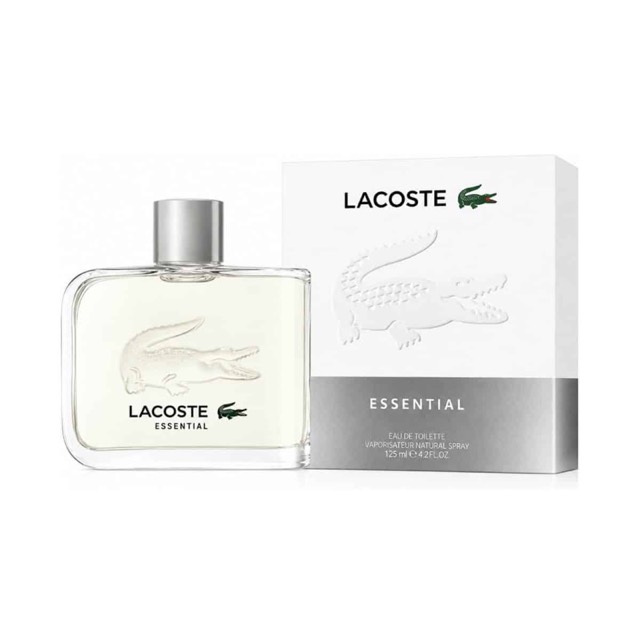 LACOSTE
ESSENTIAL
LACOSTE
ESSENTIAL
EAU DE TOILETTE
VAPORISATEUR NATURAL SPRAY
125 ml ℮ 4.2 FL.OZ.